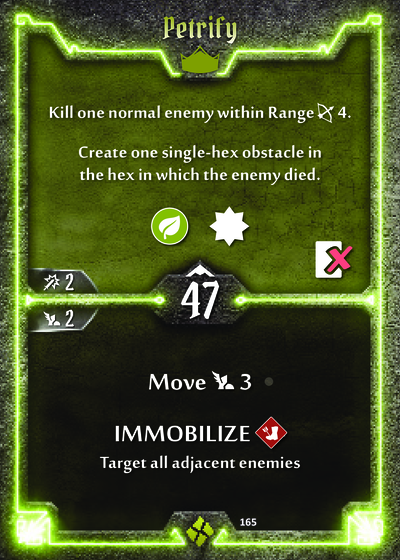 Petrify
Kill one normal enemy within Range 4.
Create one single-hex obstacle in
the hex in which the enemy died.
2
47
2
Move 3
IMMOBILIZE
Target all adjacent enemies
165